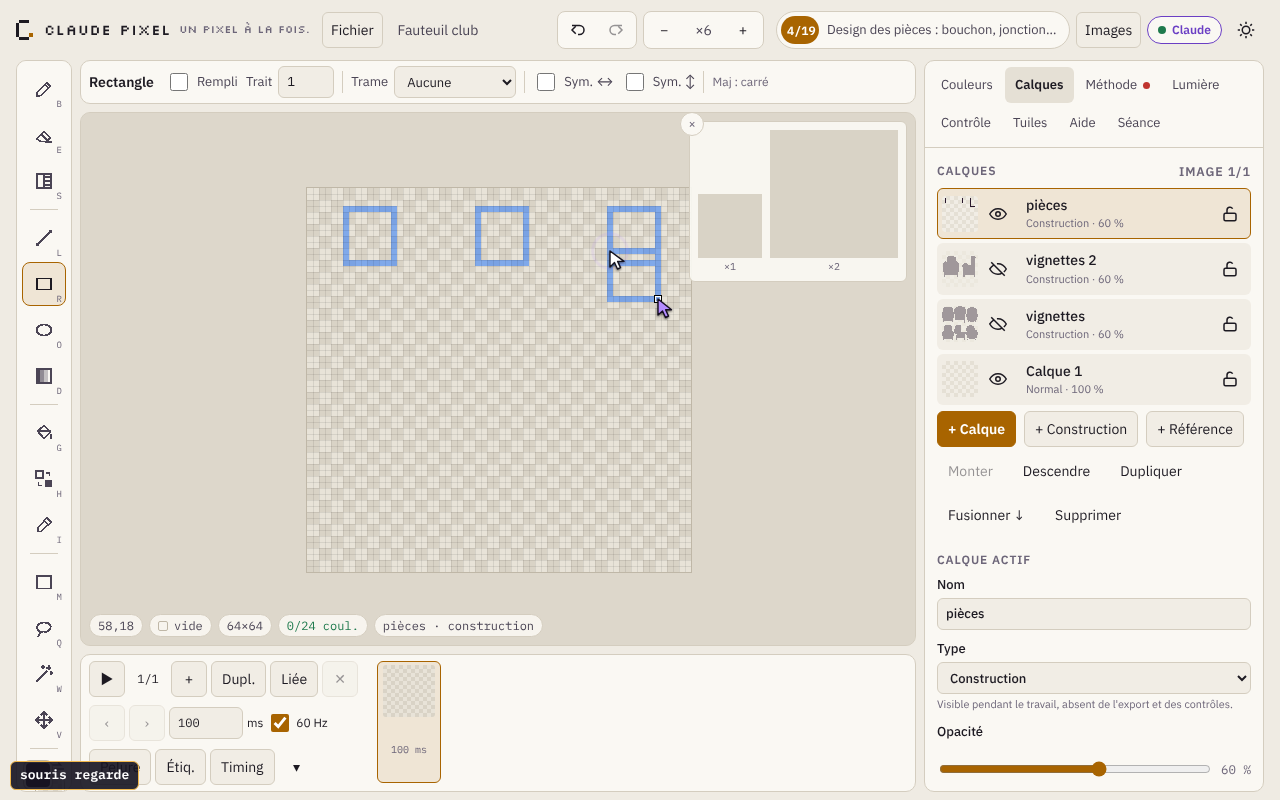 CLAUDE PIXEL UN PIXEL À LA FOIS. Fichier Fauteuil club − ×6 + 4/19 Design des pièces : bouchon, jonction… Images Claude
Rectangle Rempli Trait 1 Trame Aucune Sym. ↔ Sym. ↕ Maj : carré
B
E
S
L
R
O
D
G
H
I
M
Q
W
V
×
×1 ×2
58,18 vide 64×64 0/24 coul. pièces · construction
1/1 + Dupl. Liée ✕
‹ › 100 ms 60 Hz
Étiq. Timing ▼
100 ms
souris regarde
Couleurs Calques Méthode Lumière
Contrôle Tuiles Aide Séance
CALQUES IMAGE 1/1
pièces
Construction · 60 %
vignettes 2
Construction · 60 %
vignettes
Construction · 60 %
Calque 1
Normal · 100 %
+ Calque + Construction + Référence
Monter Descendre Dupliquer
Fusionner ↓ Supprimer
CALQUE ACTIF
Nom
pièces
Type
Construction
Visible pendant le travail, absent de l'export et des contrôles.
Opacité
60 %